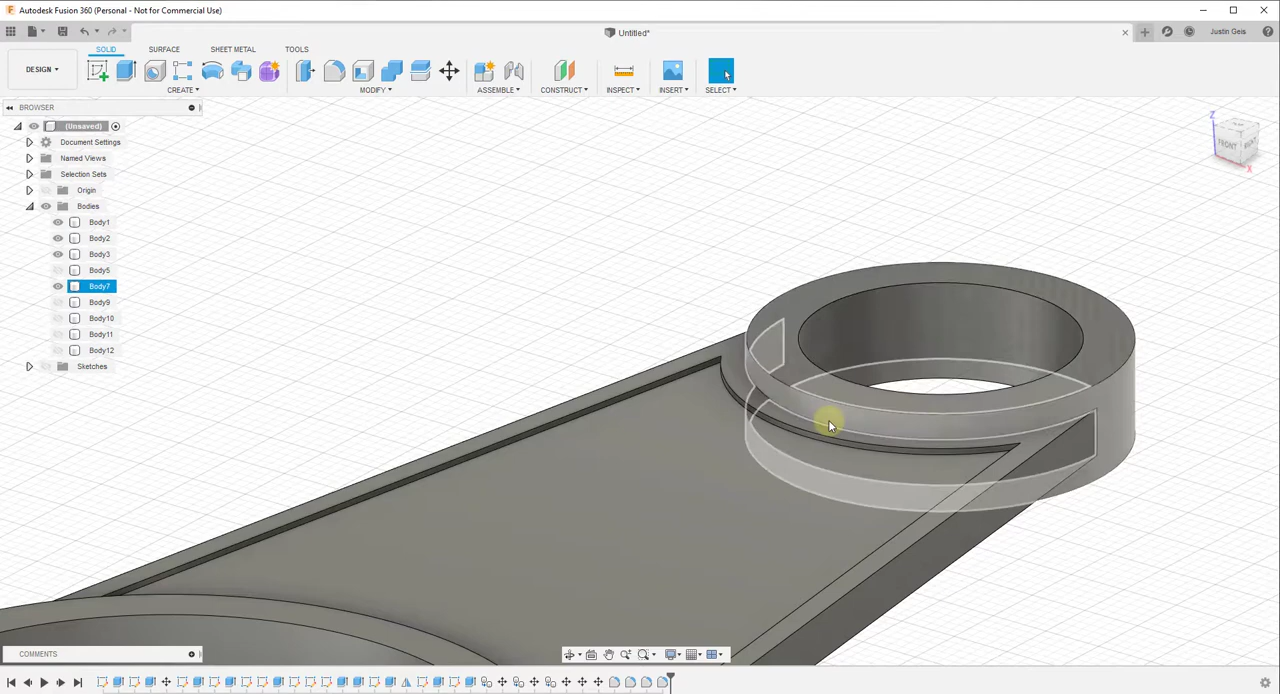 Autodesk Fusion 360 (Personal - Not for Commercial Use)
Untitled*
Justin Geis
SOLID SURFACE SHEET METAL TOOLS
DESIGN
CREATE MODIFY ASSEMBLE CONSTRUCT INSPECT INSERT SELECT
BROWSER
(Unsaved)
Document Settings
Named Views
Selection Sets
Origin
Bodies
Body1
Body2
Body3
Body5
Body7
Body9
Body10
Body11
Body12
Sketches
Z
FRONT RIGHT
X
COMMENTS